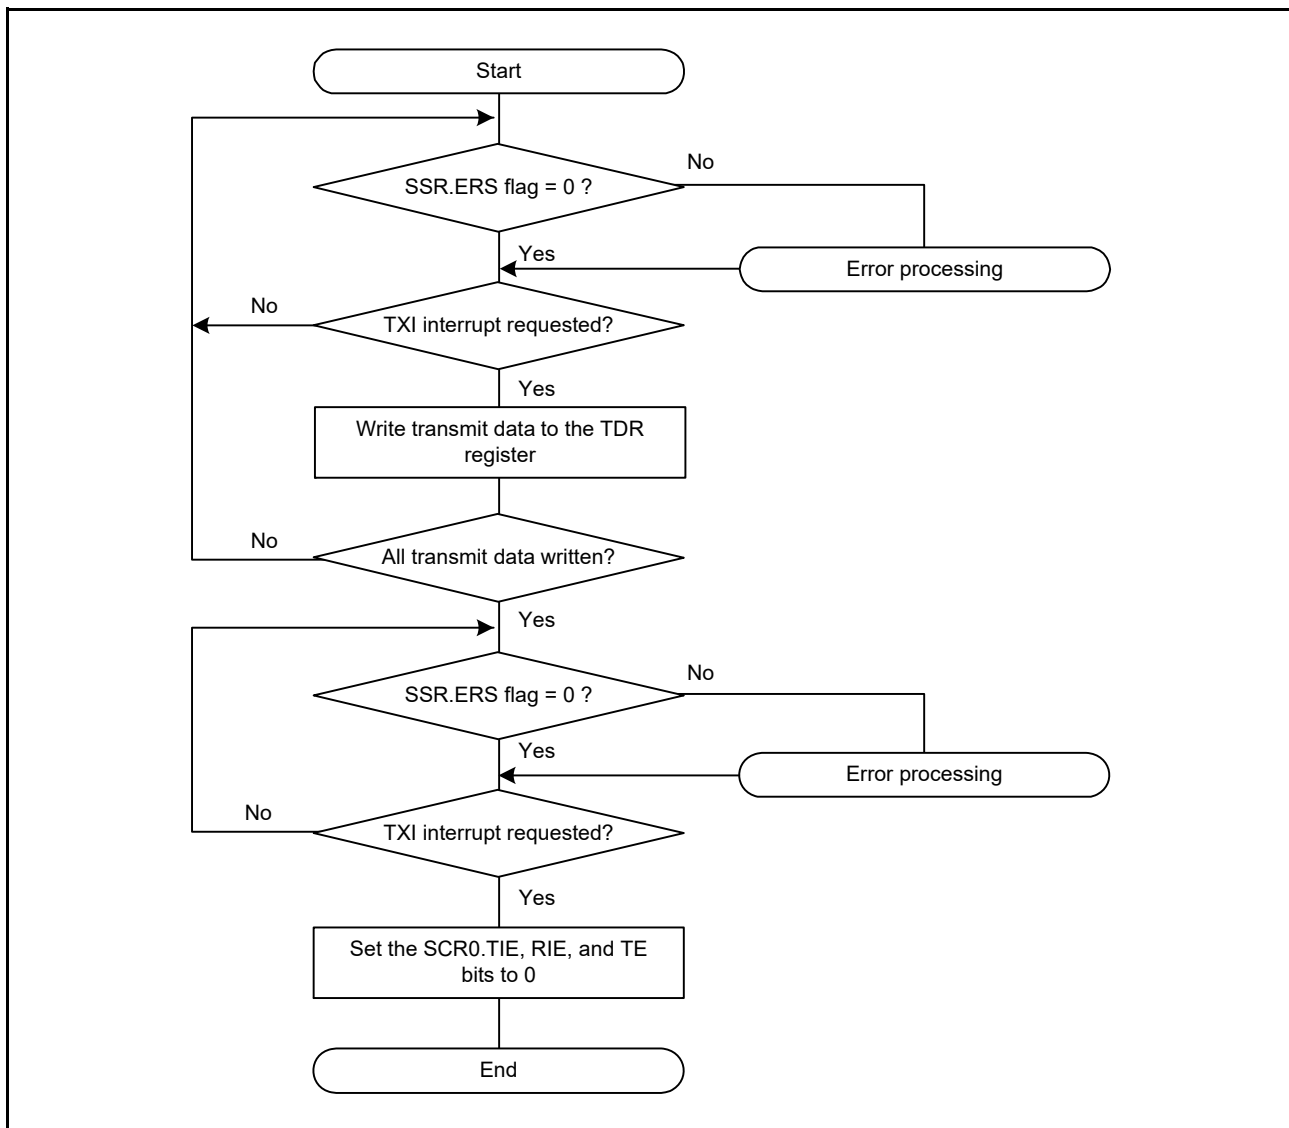 Start
No
SSR.ERS flag = 0 ?
Yes
Error processing
No
TXI interrupt requested?
Yes
Write transmit data to the TDR
register
No
All transmit data written?
Yes
No
SSR.ERS flag = 0 ?
Yes
Error processing
No
TXI interrupt requested?
Yes
Set the SCR0.TIE, RIE, and TE
bits to 0
End